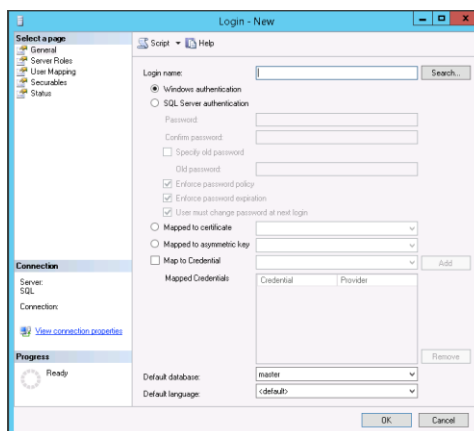 Login - New
Select a page
General
Server Roles
User Mapping
Securables
Status
Script Help
Login name:
Search...
Windows authentication
SQL Server authentication
Password:
Confirm password:
Specify old password
Old password:
Enforce password policy
Enforce password expiration
User must change password at next login
Mapped to certificate
Mapped to asymmetric key
Map to Credential
Add
Mapped Credentials
Credential Provider
Remove
Default database:
master
Default language:
<default>
Connection
Server:
SQL
Connection:
View connection properties
Progress
Ready
OK Cancel